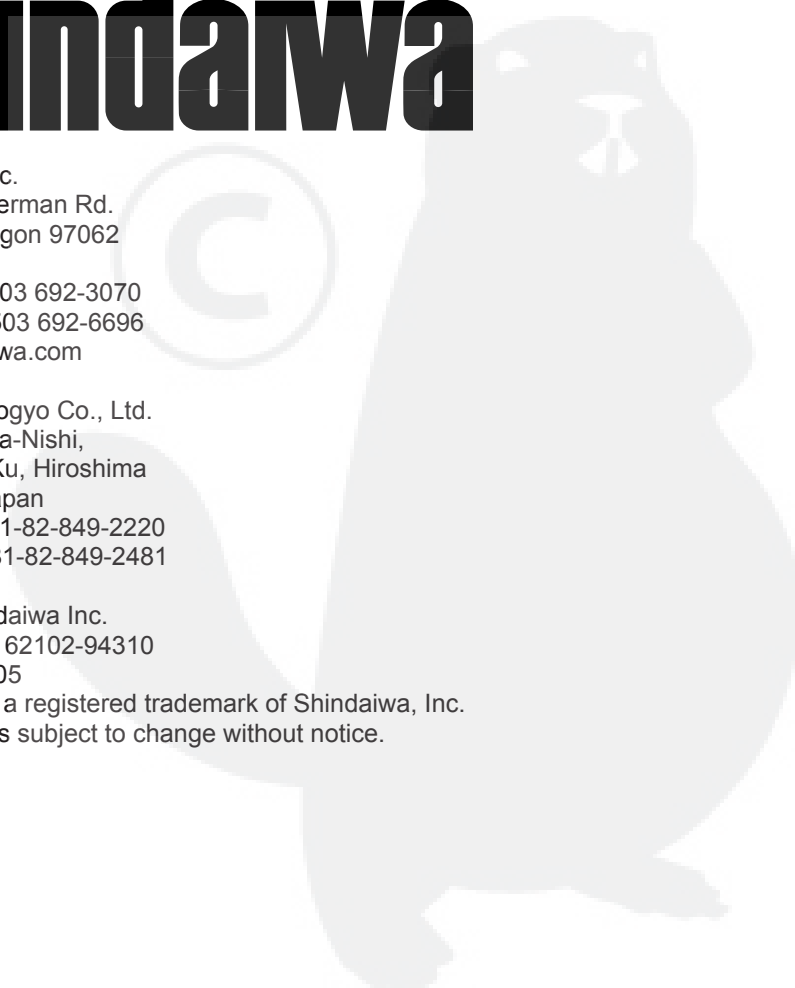 indaiwa
c.
erman Rd.
gon 97062
03 692-3070
503 692-6696
wa.com
ogyo Co., Ltd.
a-Nishi,
Ku, Hiroshima
apan
1-82-849-2220
81-82-849-2481
daiwa Inc.
62102-94310
05
a registered trademark of Shindaiwa, Inc.
s subject to change without notice.
©